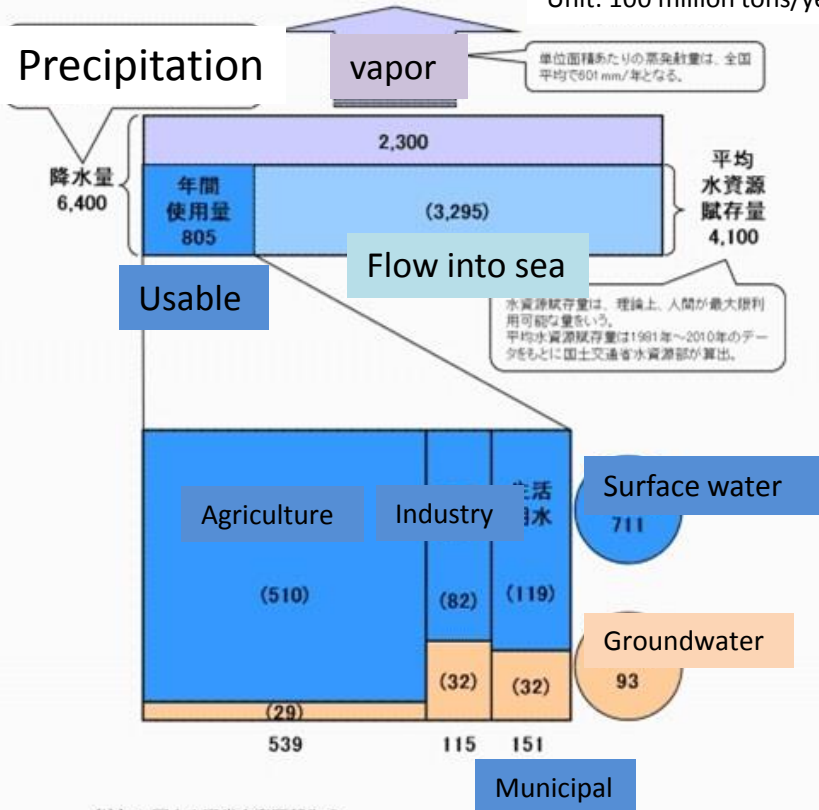 Unit: 100 million tons/ye
Precipitation
vapor
単位面積あたりの蒸発散量は、全国
平均で601mm/年となる。
2,300
降水量
6,400
年間
使用量
805
(3,295)
平均
水資源
賦存量
4,100
Usable
Flow into sea
水資源賦存量は、理論上、人間が最大限利
用可能な量をいう。
平均水資源賦存量は1981年～2010年のデー
タをもとに国土交通省水資源部が算出。
Agriculture
Industry
生活
用水
Surface water
711
(510)
(82)
(119)
Groundwater
93
(29)
(32)
(32)
539
115
151
Municipal